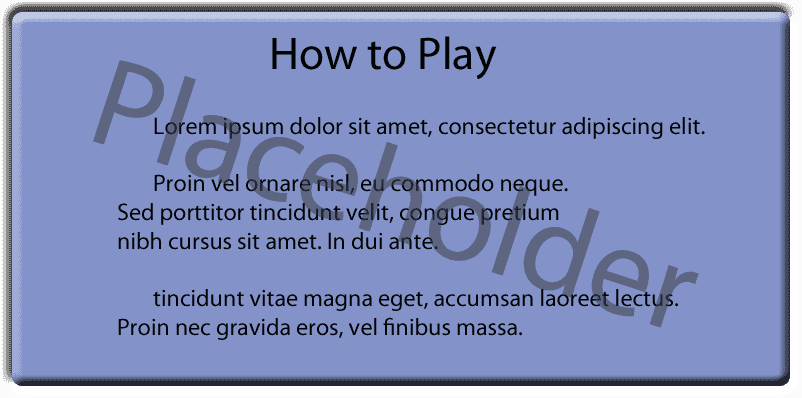 How to Play
Lorem ipsum dolor sit amet, consectetur adipiscing elit.
Proin vel ornare nisl, eu commodo neque.
Sed porttitor tincidunt velit, congue pretium
nibh cursus sit amet. In dui ante.
tincidunt vitae magna eget, accumsan laoreet lectus.
Proin nec gravida eros, vel finibus massa.
Placeholder